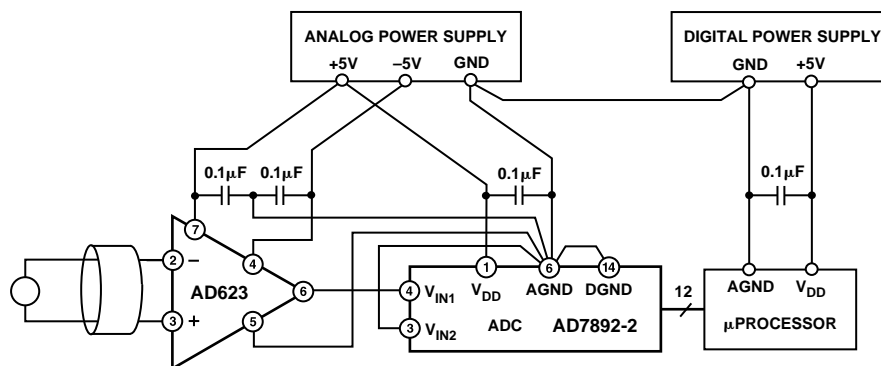 ANALOG POWER SUPPLY
+5V –5V GND
DIGITAL POWER SUPPLY
GND +5V
0.1µF 0.1µF 0.1µF 0.1µF
7
4
2 –
AD623
6
3 +
5
1 6 14
4 VIN1 VDD AGND DGND
3 VIN2 ADC AD7892-2
12
AGND VDD
µPROCESSOR